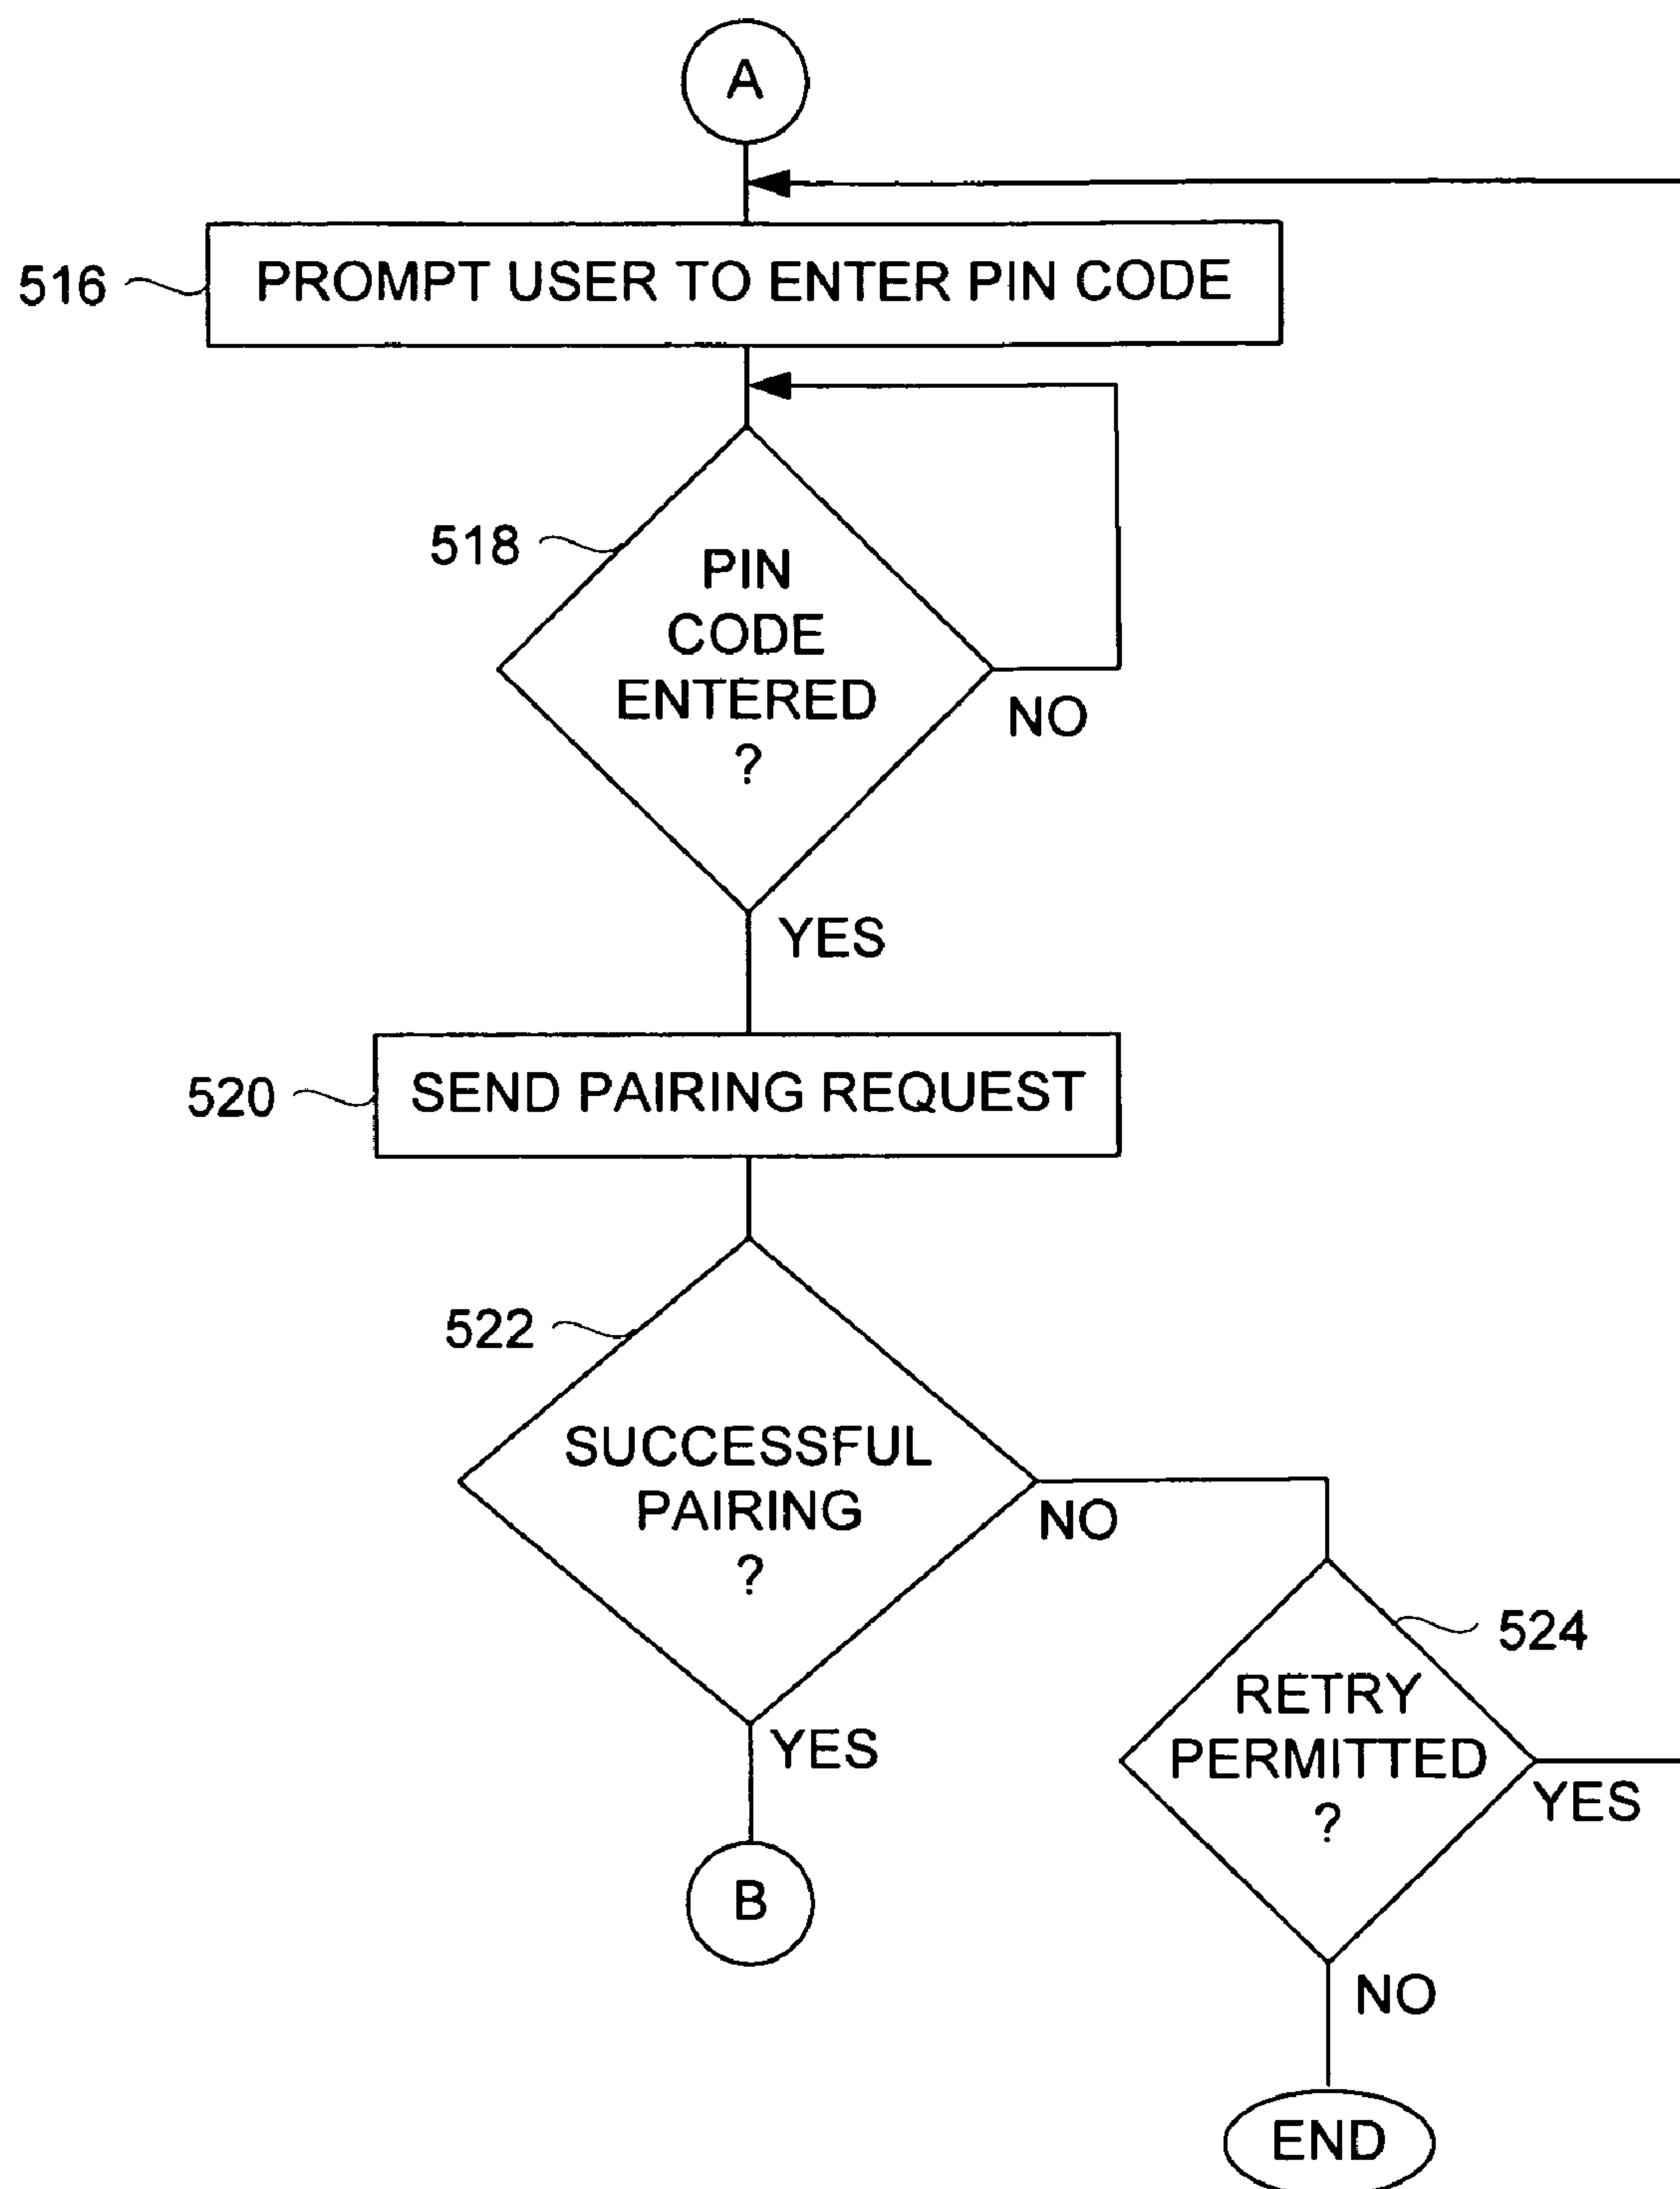 A
516
PROMPT USER TO ENTER PIN CODE
518
PIN
CODE
ENTERED
?
NO
YES
520
SEND PAIRING REQUEST
522
SUCCESSFUL
PAIRING
?
NO
YES
524
RETRY
PERMITTED
?
YES
B
NO
END